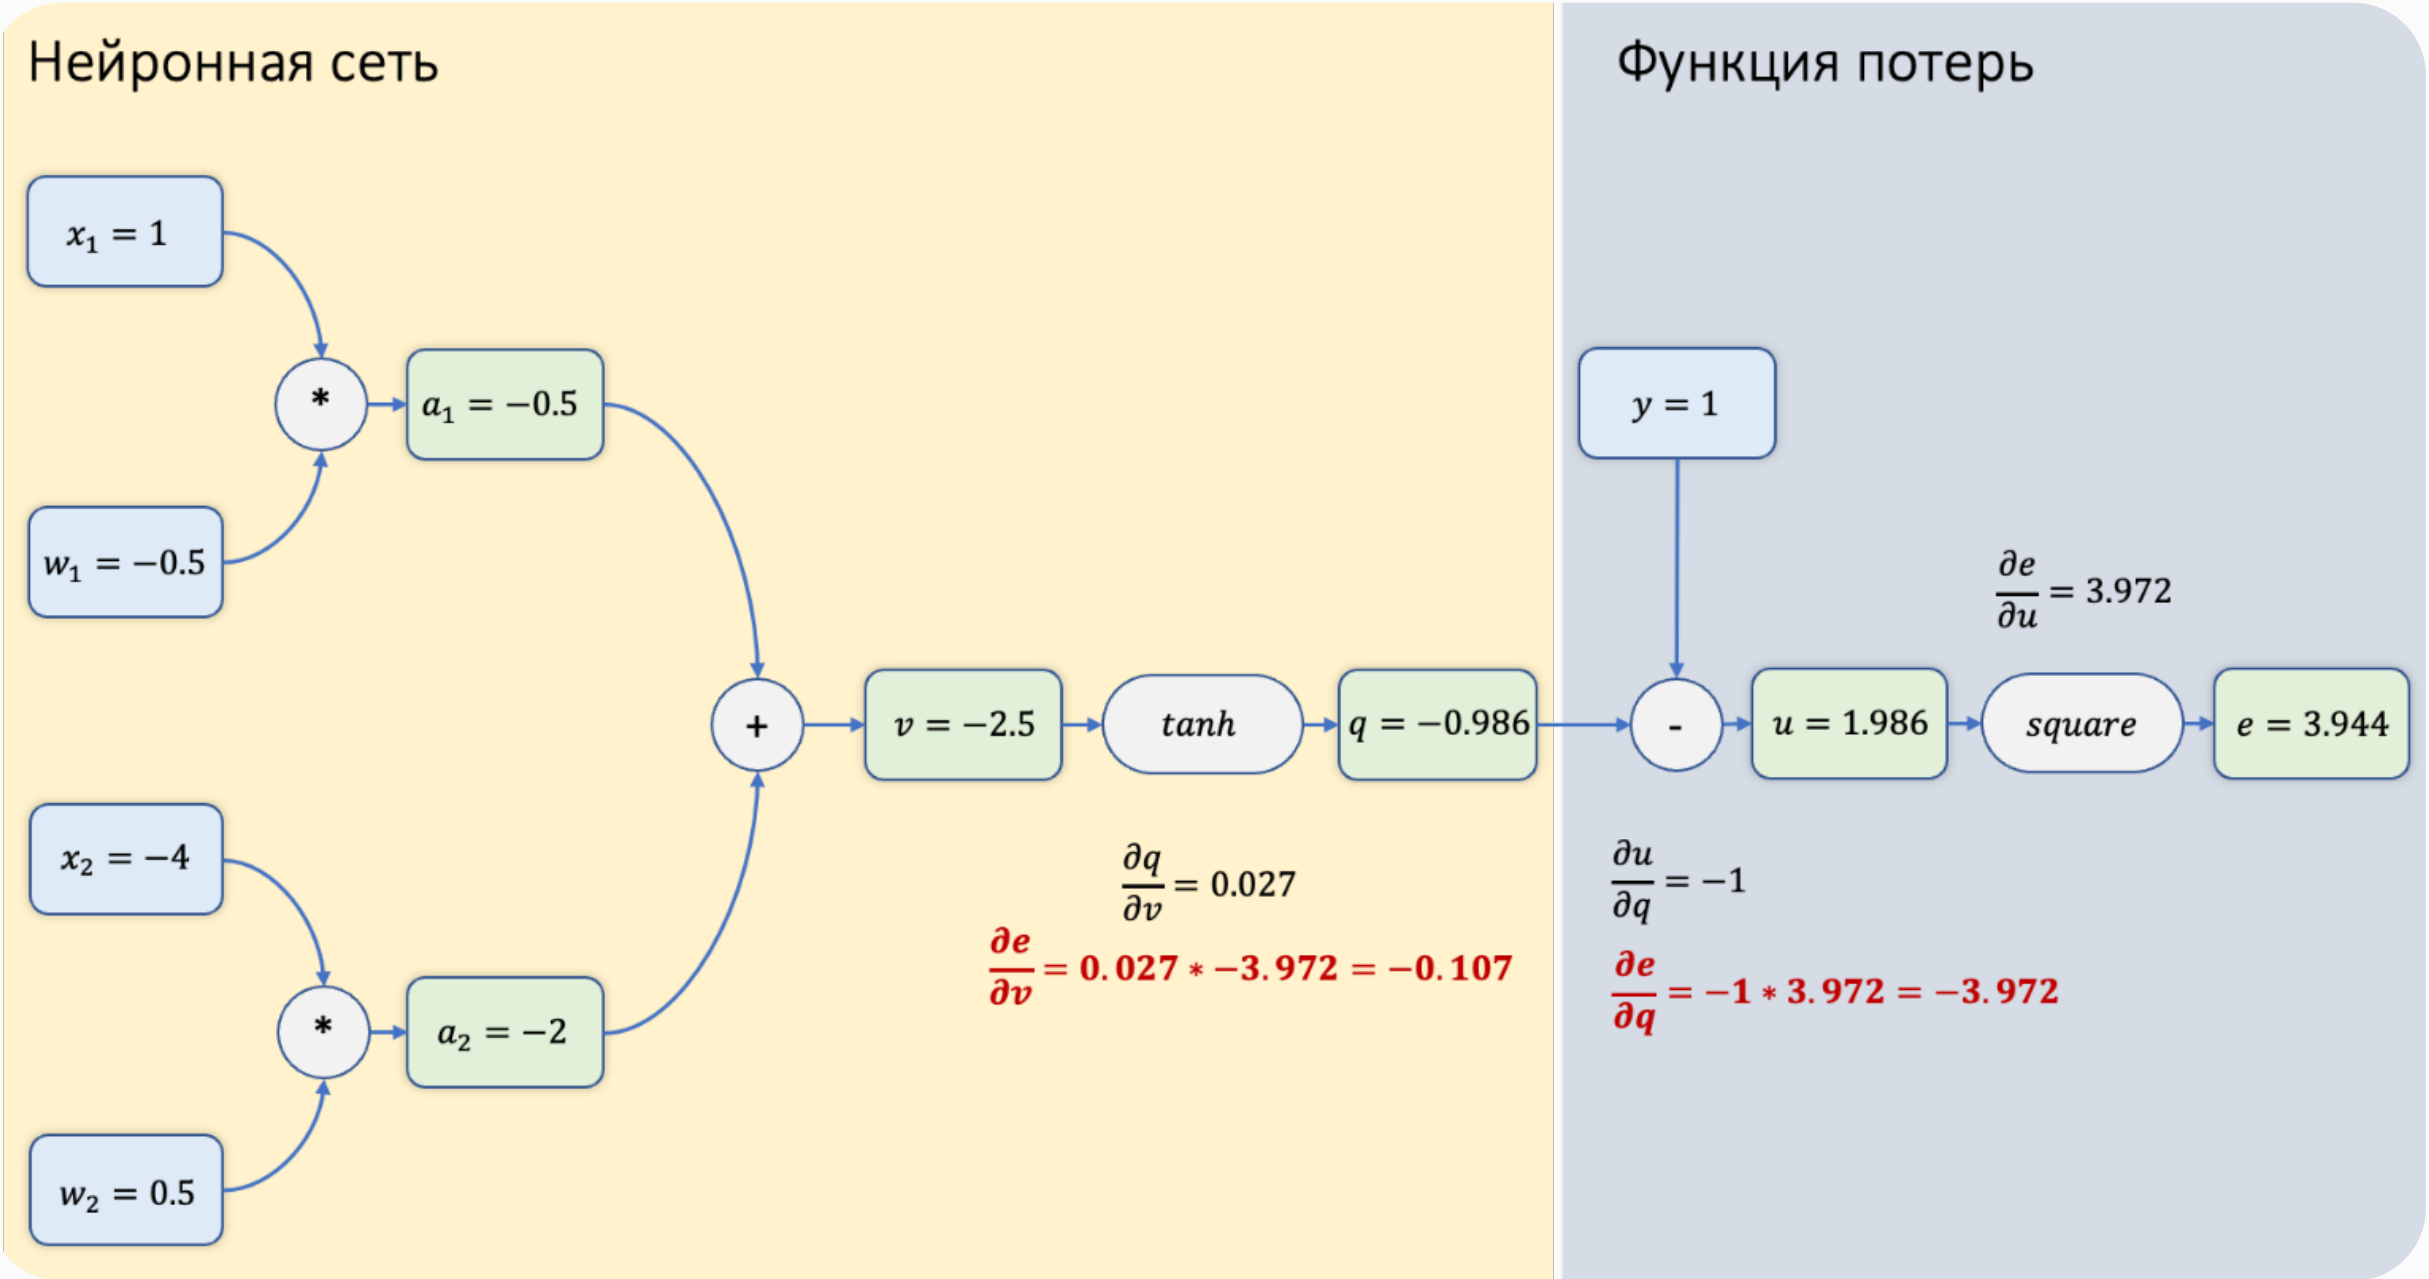 Нейронная сеть
Функция потерь
x₁ = 1
*
a₁ = −0.5
w₁ = −0.5
y = 1
∂e/∂u = 3.972
+
v = −2.5
tanh
q = −0.986
-
u = 1.986
square
e = 3.944
x₂ = −4
∂q/∂v = 0.027
∂e/∂v = 0.027 * −3.972 = −0.107
∂u/∂q = −1
∂e/∂q = −1 * 3.972 = −3.972
*
a₂ = −2
w₂ = 0.5